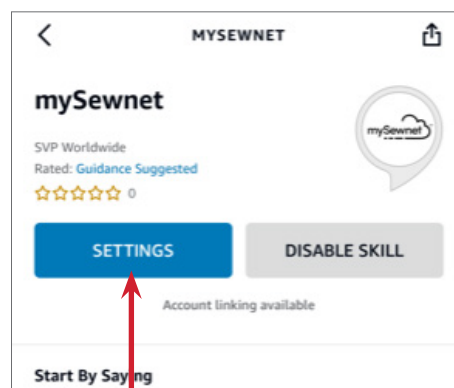 MYSEWNET
mySewnet
mySewnet
SVP Worldwide
Rated: Guidance Suggested
0
SETTINGS
DISABLE SKILL
Account linking available
Start By Saying